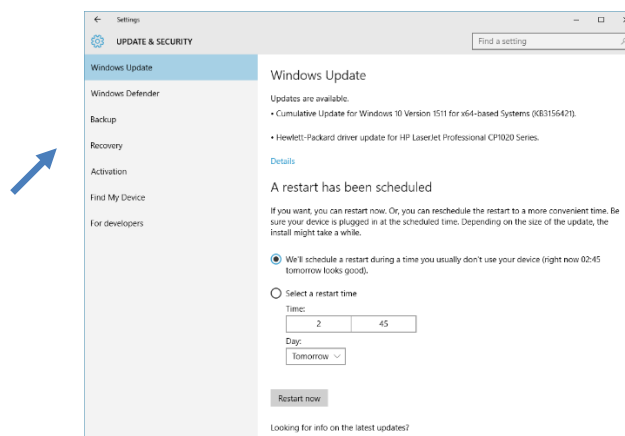 Settings
UPDATE & SECURITY
Find a setting
Windows Update
Windows Defender
Backup
Recovery
Activation
Find My Device
For developers
Windows Update
Updates are available.
• Cumulative Update for Windows 10 Version 1511 for x64-based Systems (KB3156421).
• Hewlett-Packard driver update for HP LaserJet Professional CP1020 Series.
Details
A restart has been scheduled
If you want, you can restart now. Or, you can reschedule the restart to a more convenient time. Be
sure your device is plugged in at the scheduled time. Depending on the size of the update, the
install might take a while.
We'll schedule a restart during a time you usually don't use your device (right now 02:45
tomorrow looks good).
Select a restart time
Time:
2 45
Day:
Tomorrow
Restart now
Looking for info on the latest updates?